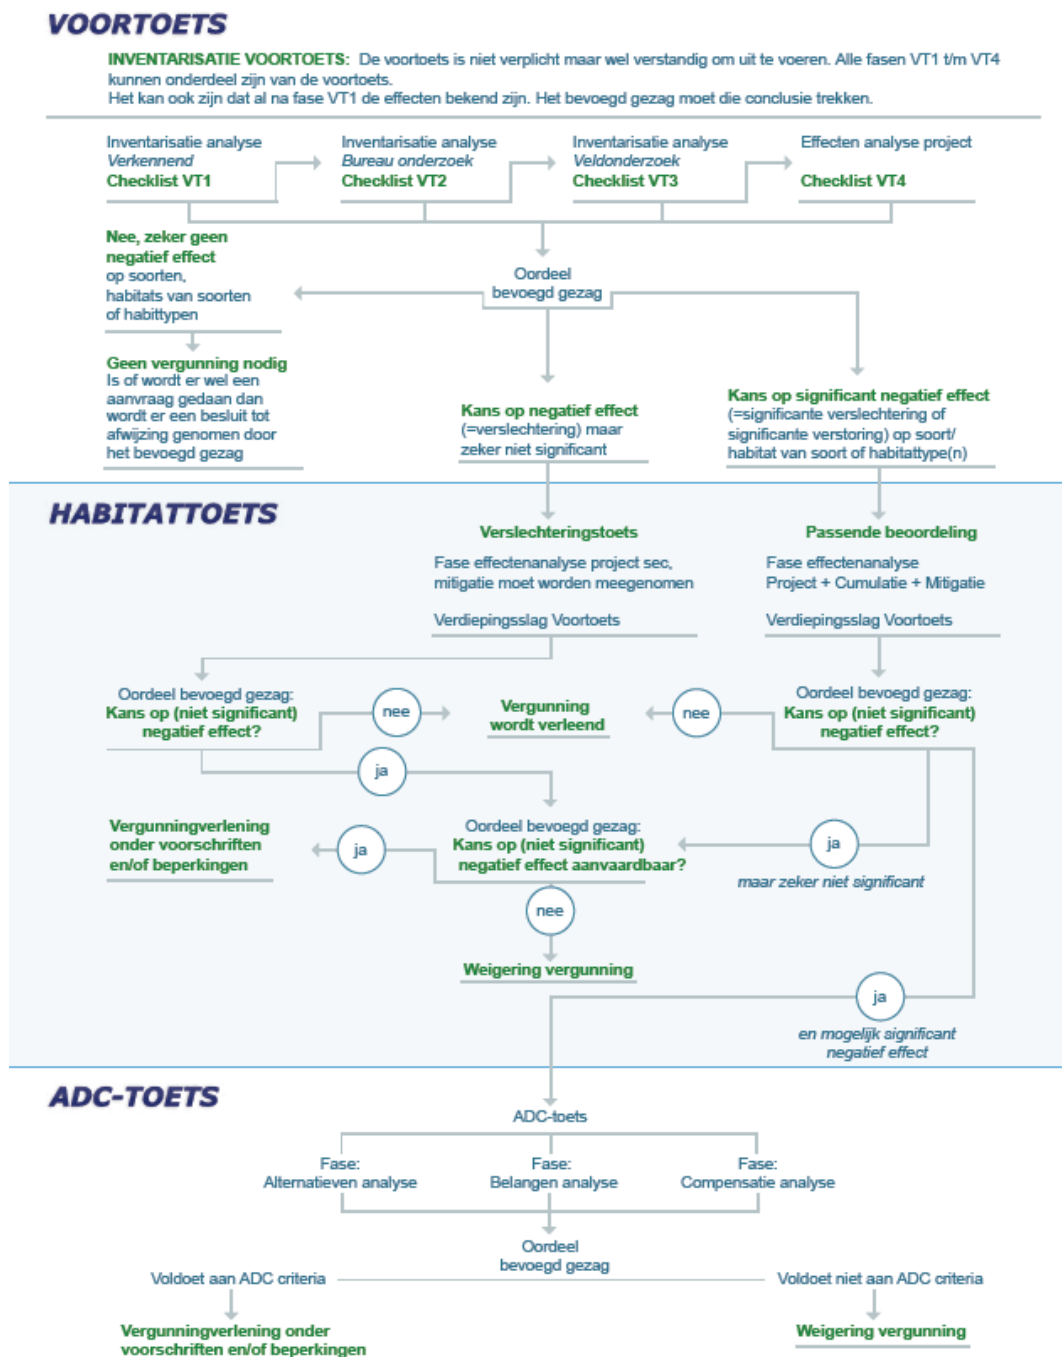 VOORTOETS
INVENTARISATIE VOORTOETS: De voortoets is niet verplicht maar wel verstandig om uit te voeren. Alle fasen VT1 t/m VT4
kunnen onderdeel zijn van de voortoets.
Het kan ook zijn dat al na fase VT1 de effecten bekend zijn. Het bevoegd gezag moet die conclusie trekken.
Inventarisatie analyse
Verkennend
Checklist VT1
Inventarisatie analyse
Bureau onderzoek
Checklist VT2
Inventarisatie analyse
Veldonderzoek
Checklist VT3
Effecten analyse project
Checklist VT4
Nee, zeker geen
negatief effect
op soorten,
habitats van soorten
of habittypen
Oordeel
bevoegd gezag
Geen vergunning nodig
Is of wordt er wel een
aanvraag gedaan dan
wordt er een besluit tot
afwijzing genomen door
het bevoegd gezag
Kans op negatief effect
(=verslechtering) maar
zeker niet significant
Kans op significant negatief effect
(=significante verslechtering of
significante verstoring) op soort/
habitat van soort of habitattype(n)
HABITATTOETS
Verslechteringstoets
Fase effectenanalyse project sec,
mitigatie moet worden meegenomen
Verdiepingsslag Voortoets
Passende beoordeling
Fase effectenanalyse
Project + Cumulatie + Mitigatie
Verdiepingsslag Voortoets
Oordeel bevoegd gezag:
Kans op (niet significant)
negatief effect?
nee
Vergunning
wordt verleend
nee
Oordeel bevoegd gezag:
Kans op (niet significant)
negatief effect?
ja
Vergunningverlening
onder voorschriften
en/of beperkingen
ja
Oordeel bevoegd gezag:
Kans op (niet significant)
negatief effect aanvaardbaar?
ja
maar zeker niet significant
nee
Weigering vergunning
ja
en mogelijk significant
negatief effect
ADC-TOETS
ADC-toets
Fase:
Alternatieven analyse
Fase:
Belangen analyse
Fase:
Compensatie analyse
Oordeel
bevoegd gezag
Voldoet aan ADC criteria
Voldoet niet aan ADC criteria
Vergunningverlening onder
voorschriften en/of beperkingen
Weigering vergunning